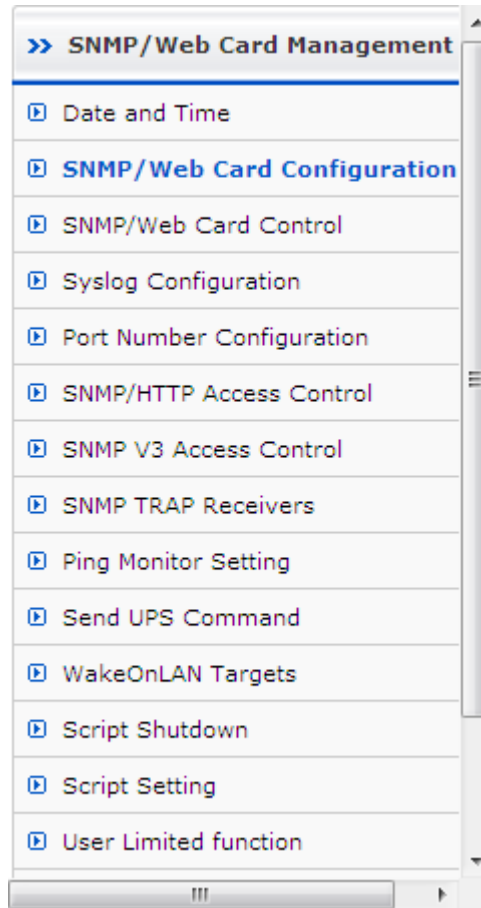 SNMP/Web Card Management
Date and Time
SNMP/Web Card Configuration
SNMP/Web Card Control
Syslog Configuration
Port Number Configuration
SNMP/HTTP Access Control
SNMP V3 Access Control
SNMP TRAP Receivers
Ping Monitor Setting
Send UPS Command
WakeOnLAN Targets
Script Shutdown
Script Setting
User Limited function